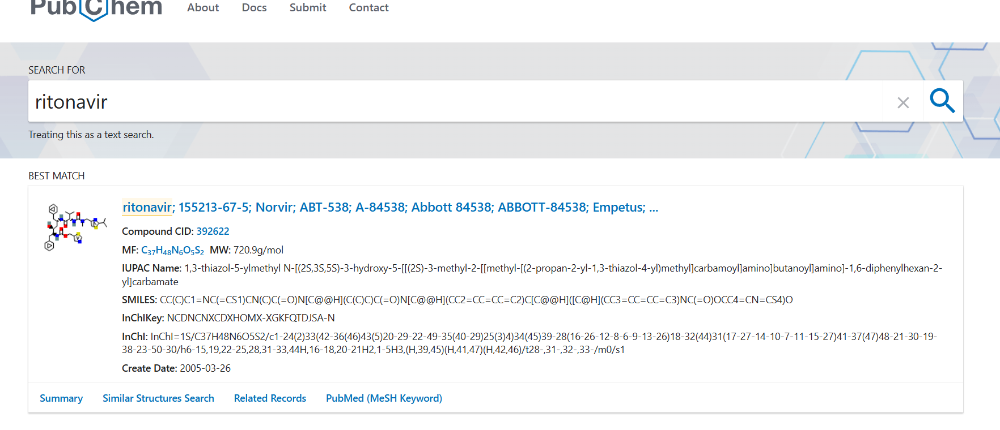 PubChem About Docs Submit Contact
SEARCH FOR
ritonavir
Treating this as a text search.
BEST MATCH
ritonavir; 155213-67-5; Norvir; ABT-538; A-84538; Abbott 84538; ABBOTT-84538; Empetus; ...
Compound CID: 392622
MF: C₃₇H₄₈N₆O₅S₂ MW: 720.9g/mol
IUPAC Name: 1,3-thiazol-5-ylmethyl N-[(2S,3S,5S)-3-hydroxy-5-[[(2S)-3-methyl-2-[[methyl-[(2-propan-2-yl-1,3-thiazol-4-yl)methyl]carbamoyl]amino]butanoyl]amino]-1,6-diphenylhexan-2-
yl]carbamate
SMILES: CC(C)C1=NC(=CS1)CN(C)C(=O)N[C@@H](C(C)C)C(=O)N[C@@H](CC2=CC=CC=C2)C[C@@H]([C@H](CC3=CC=CC=C3)NC(=O)OCC4=CN=CS4)O
InChIKey: NCDNCNXCDXHOMX-XGKFQTDJSA-N
InChI: InChI=1S/C37H48N6O5S2/c1-24(2)33(42-36(46)43(5)20-29-22-49-35(40-29)25(3)4)34(45)39-28(16-26-12-8-6-9-13-26)18-32(44)31(17-27-14-10-7-11-15-27)41-37(47)48-21-30-19-
38-23-50-30/h6-15,19,22-25,28,31-33,44H,16-18,20-21H2,1-5H3,(H,39,45)(H,41,47)(H,42,46)/t28-,31-,32-,33-/m0/s1
Create Date: 2005-03-26
Summary Similar Structures Search Related Records PubMed (MeSH Keyword)